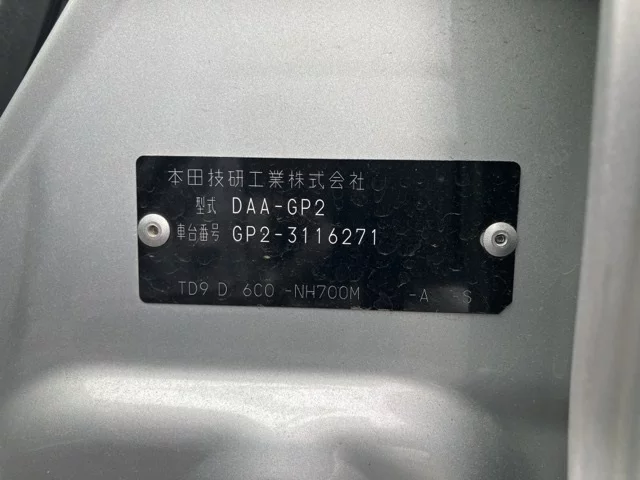 本田技研工業株式会社
型式 DAA-GP2
車台番号 GP2-3116271
TD9 D 6C0 -NH700M -A -S